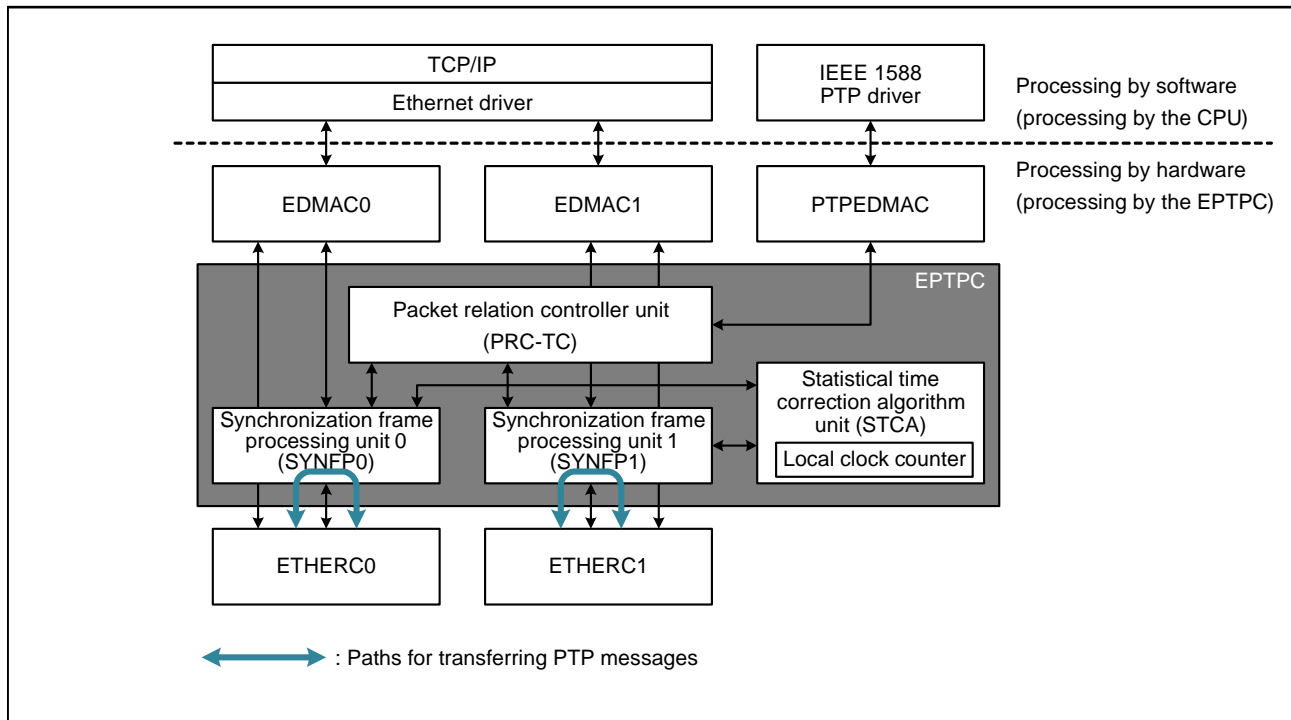 TCP/IP
Ethernet driver
IEEE 1588
PTP driver
Processing by software
(processing by the CPU)
Processing by hardware
(processing by the EPTPC)
EDMAC0
EDMAC1
PTPEDMAC
EPTPC
Packet relation controller unit
(PRC-TC)
Synchronization frame
processing unit 0
(SYNFP0)
Synchronization frame
processing unit 1
(SYNFP1)
Statistical time
correction algorithm
unit (STCA)
Local clock counter
ETHERC0
ETHERC1
: Paths for transferring PTP messages